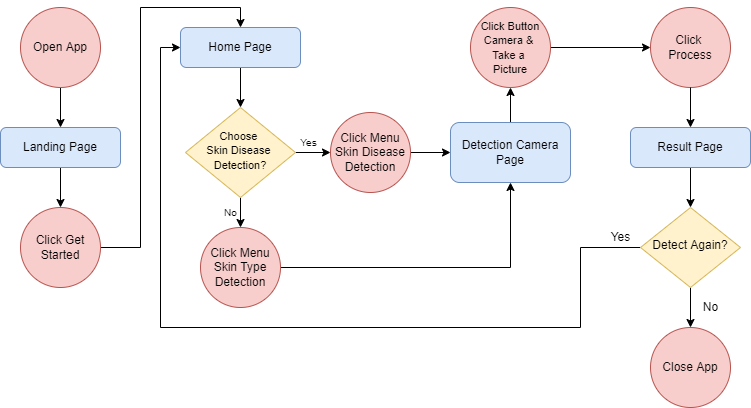 Open App
Landing Page
Click Get
Started
Home Page
Choose
Skin Disease
Detection?
Yes
No
Click Menu
Skin Disease
Detection
Click Menu
Skin Type
Detection
Detection Camera
Page
Click Button
Camera &
Take a
Picture
Click
Process
Result Page
Detect Again?
Yes
No
Close App